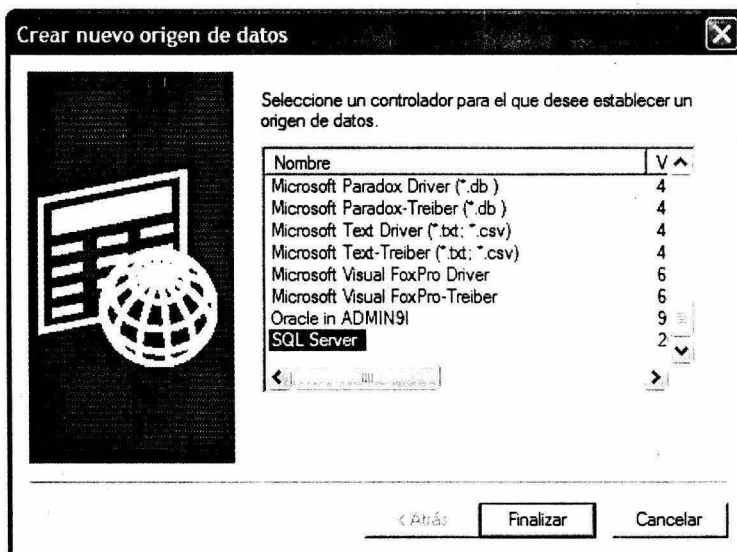 Crear nuevo origen de datos
Seleccione un controlador para el que desee establecer un
origen de datos.
Nombre V
Microsoft Paradox Driver (*.db ) 4
Microsoft Paradox-Treiber (*.db ) 4
Microsoft Text Driver (*.txt; *.csv) 4
Microsoft Text-Treiber (*.txt; *.csv) 4
Microsoft Visual FoxPro Driver 6
Microsoft Visual FoxPro-Treiber 6
Oracle in ADMIN9I 9
SQL Server 2
< Atrás Finalizar Cancelar